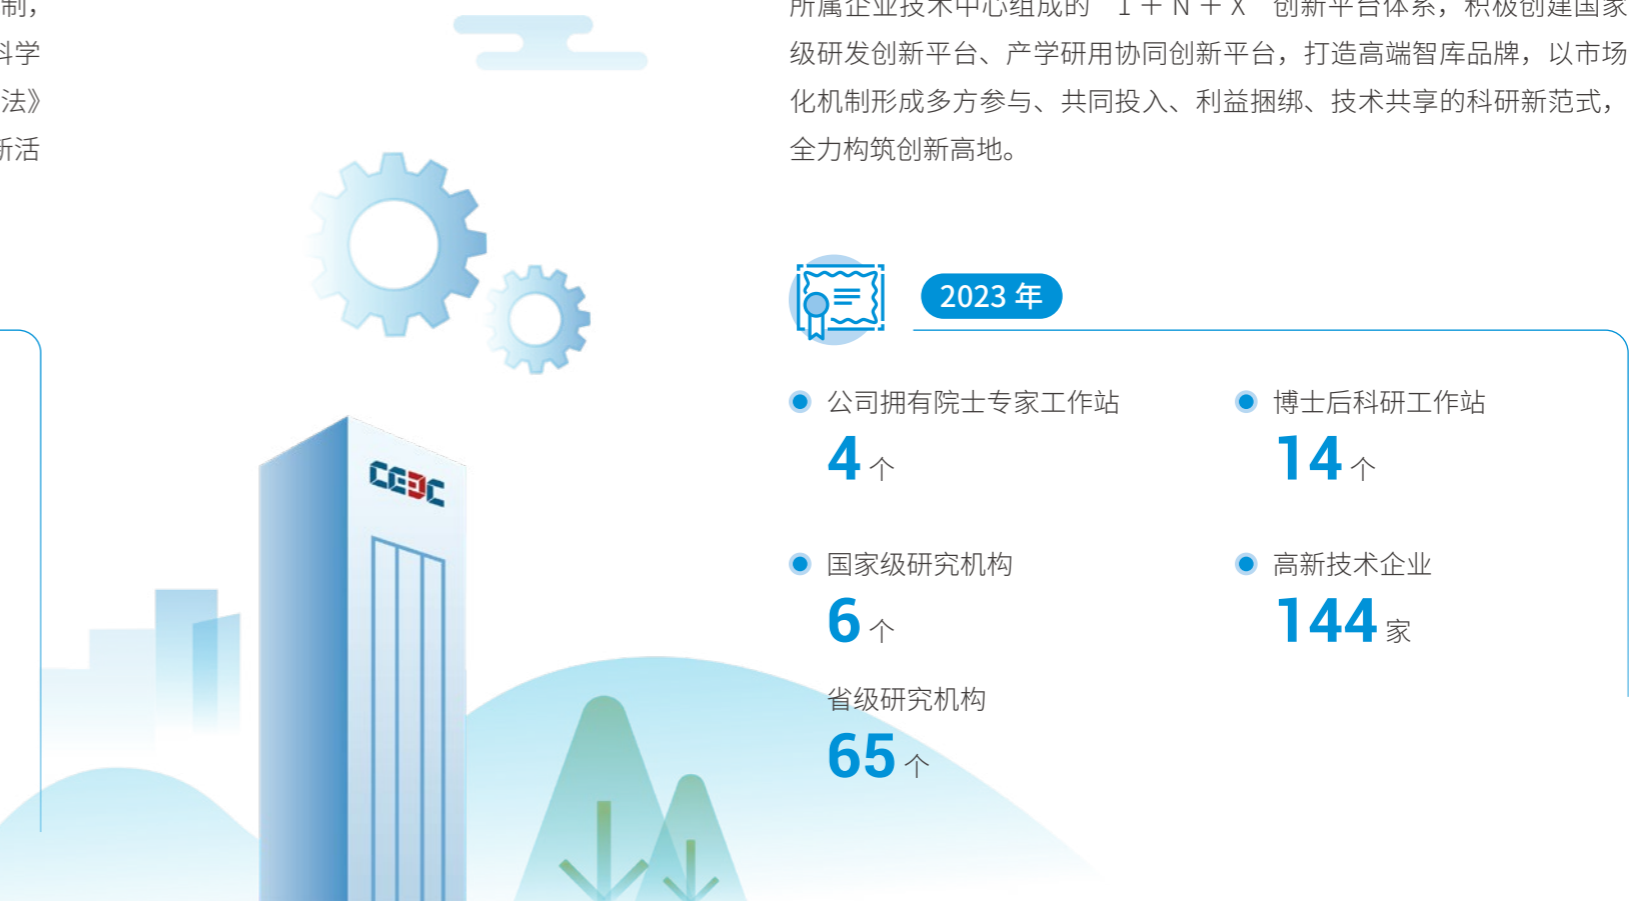 制，
科学
法》
新活
所属企业技术中心组成的 1 + N + X 创新平台体系，积极创建国家
级研发创新平台、产学研用协同创新平台，打造高端智库品牌，以市场
化机制形成多方参与、共同投入、利益捆绑、技术共享的科研新范式，
全力构筑创新高地。
2023 年
公司拥有院士专家工作站
4 个
博士后科研工作站
14 个
国家级研究机构
6 个
高新技术企业
144 家
省级研究机构
65 个
CEEC